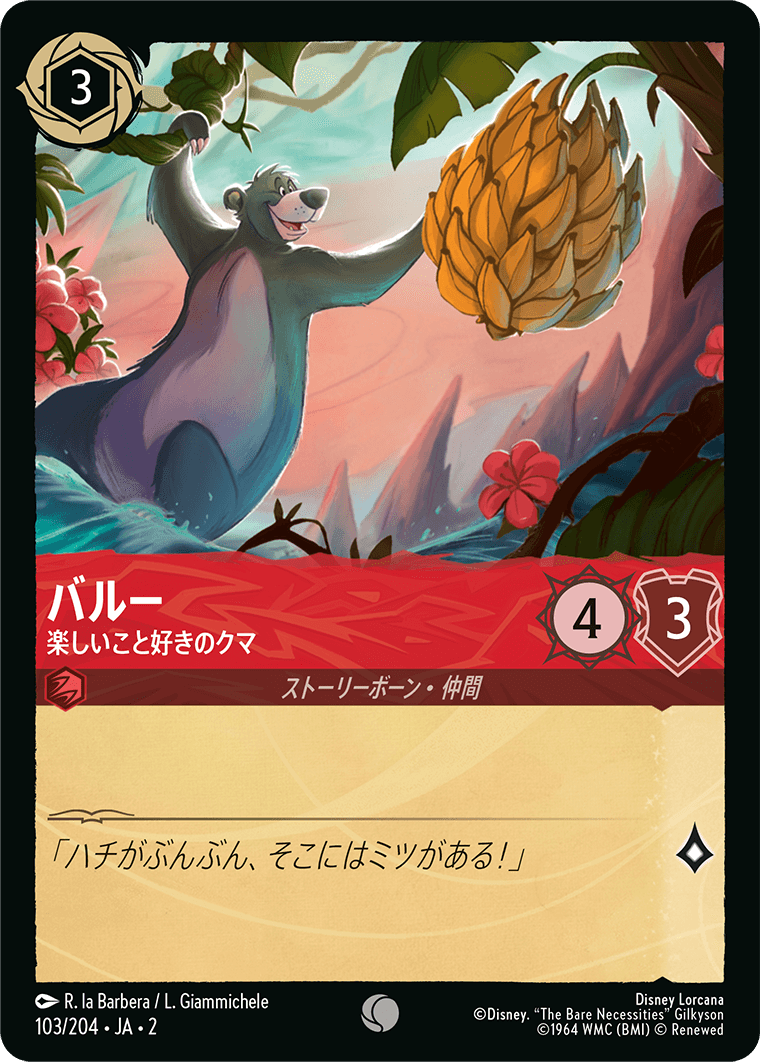 3
バルー
楽しいこと好きのクマ
4
3
ストーリーボーン・仲間
「ハチがぶんぶん、そこにはミツがある!」
R. la Barbera / L. Giammichele
103/204 • JA • 2
Disney Lorcana
©Disney. “The Bare Necessities” Gilkyson
©1964 WMC (BMI) © Renewed